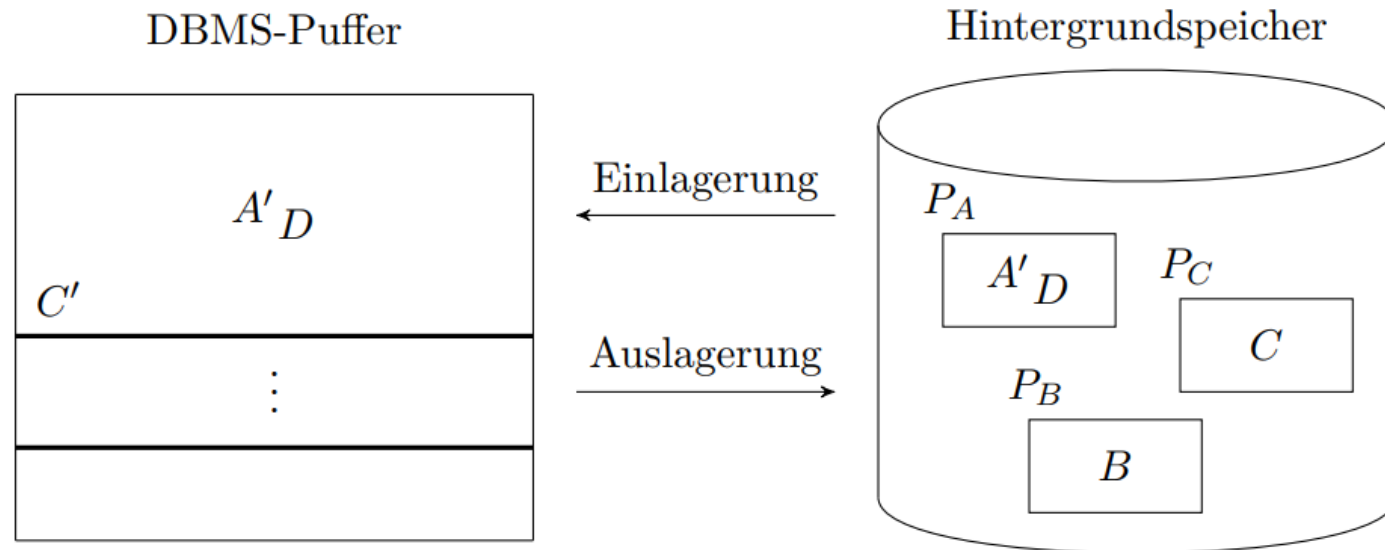 DBMS-Puffer
A′ D
C′
⋮
Einlagerung
Auslagerung
Hintergrundspeicher
P_A
A′ D
P_C
C
P_B
B